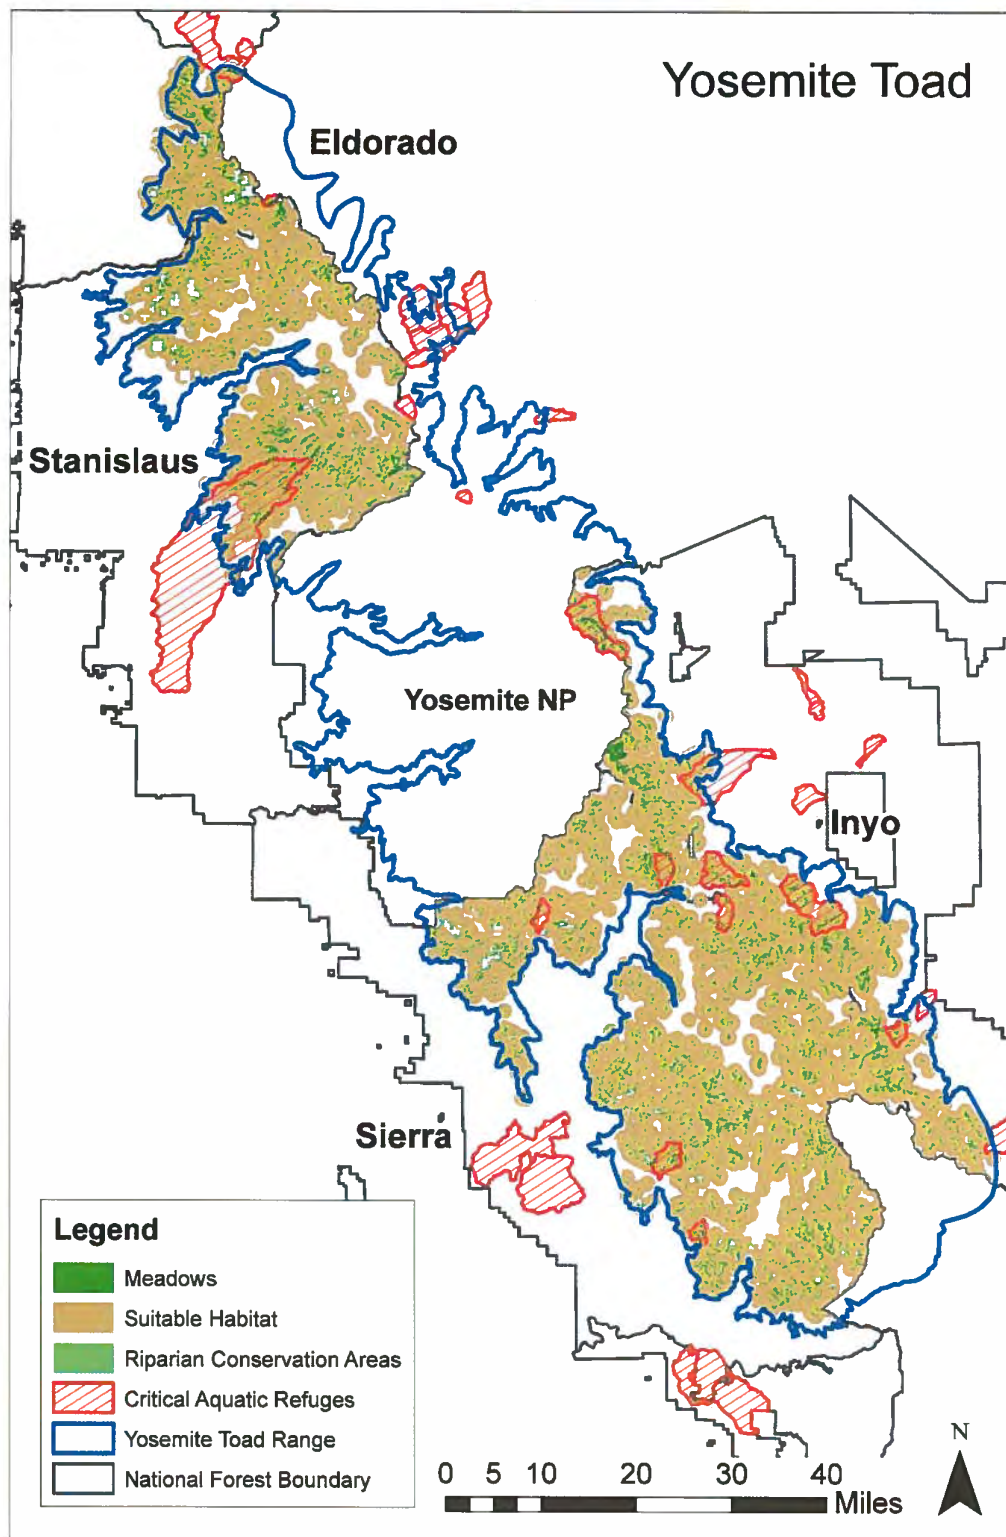 Yosemite Toad
Eldorado
Stanislaus
Yosemite NP
Inyo
Sierra
Legend
Meadows
Suitable Habitat
Riparian Conservation Areas
Critical Aquatic Refuges
Yosemite Toad Range
National Forest Boundary
N
0 5 10 20 30 40
Miles